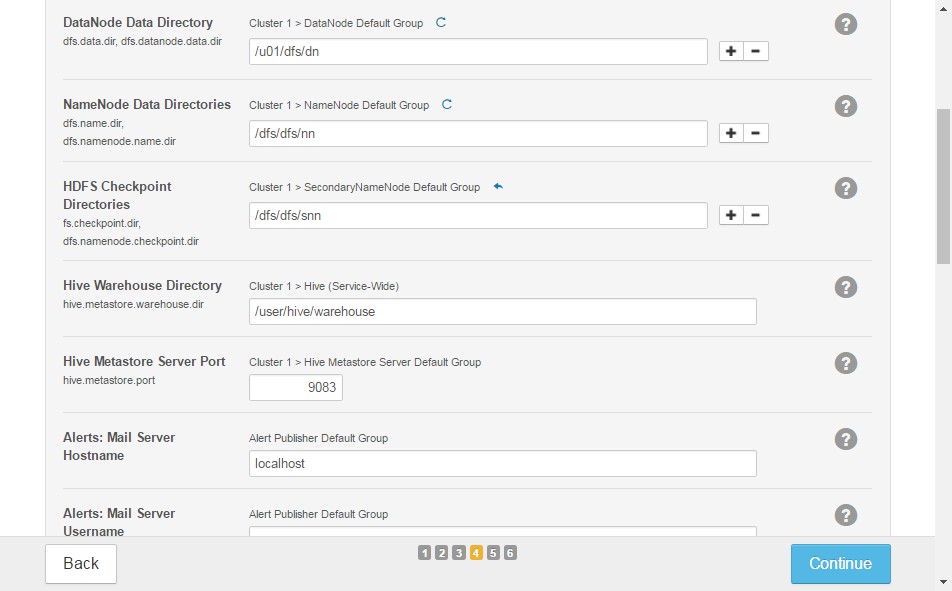 DataNode Data Directory
Cluster 1 > DataNode Default Group
?
dfs.data.dir, dfs.datanode.data.dir
/u01/dfs/dn
NameNode Data Directories
Cluster 1 > NameNode Default Group
?
dfs.name.dir,
dfs.namenode.name.dir
/dfs/dfs/nn
HDFS Checkpoint
Directories
Cluster 1 > SecondaryNameNode Default Group
?
fs.checkpoint.dir,
dfs.namenode.checkpoint.dir
/dfs/dfs/snn
Hive Warehouse Directory
Cluster 1 > Hive (Service-Wide)
?
hive.metastore.warehouse.dir
/user/hive/warehouse
Hive Metastore Server Port
Cluster 1 > Hive Metastore Server Default Group
?
hive.metastore.port
9083
Alerts: Mail Server
Hostname
Alert Publisher Default Group
?
localhost
Alerts: Mail Server
Username
Alert Publisher Default Group
?
Back
1 2 3 4 5 6
Continue